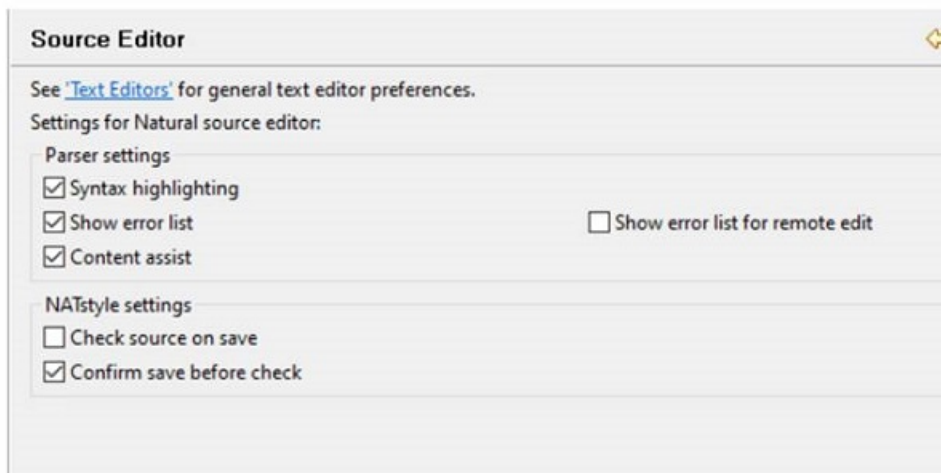 Source Editor
See 'Text Editors' for general text editor preferences.
Settings for Natural source editor:
Parser settings
Syntax highlighting
Show error list Show error list for remote edit
Content assist
NATstyle settings
Check source on save
Confirm save before check